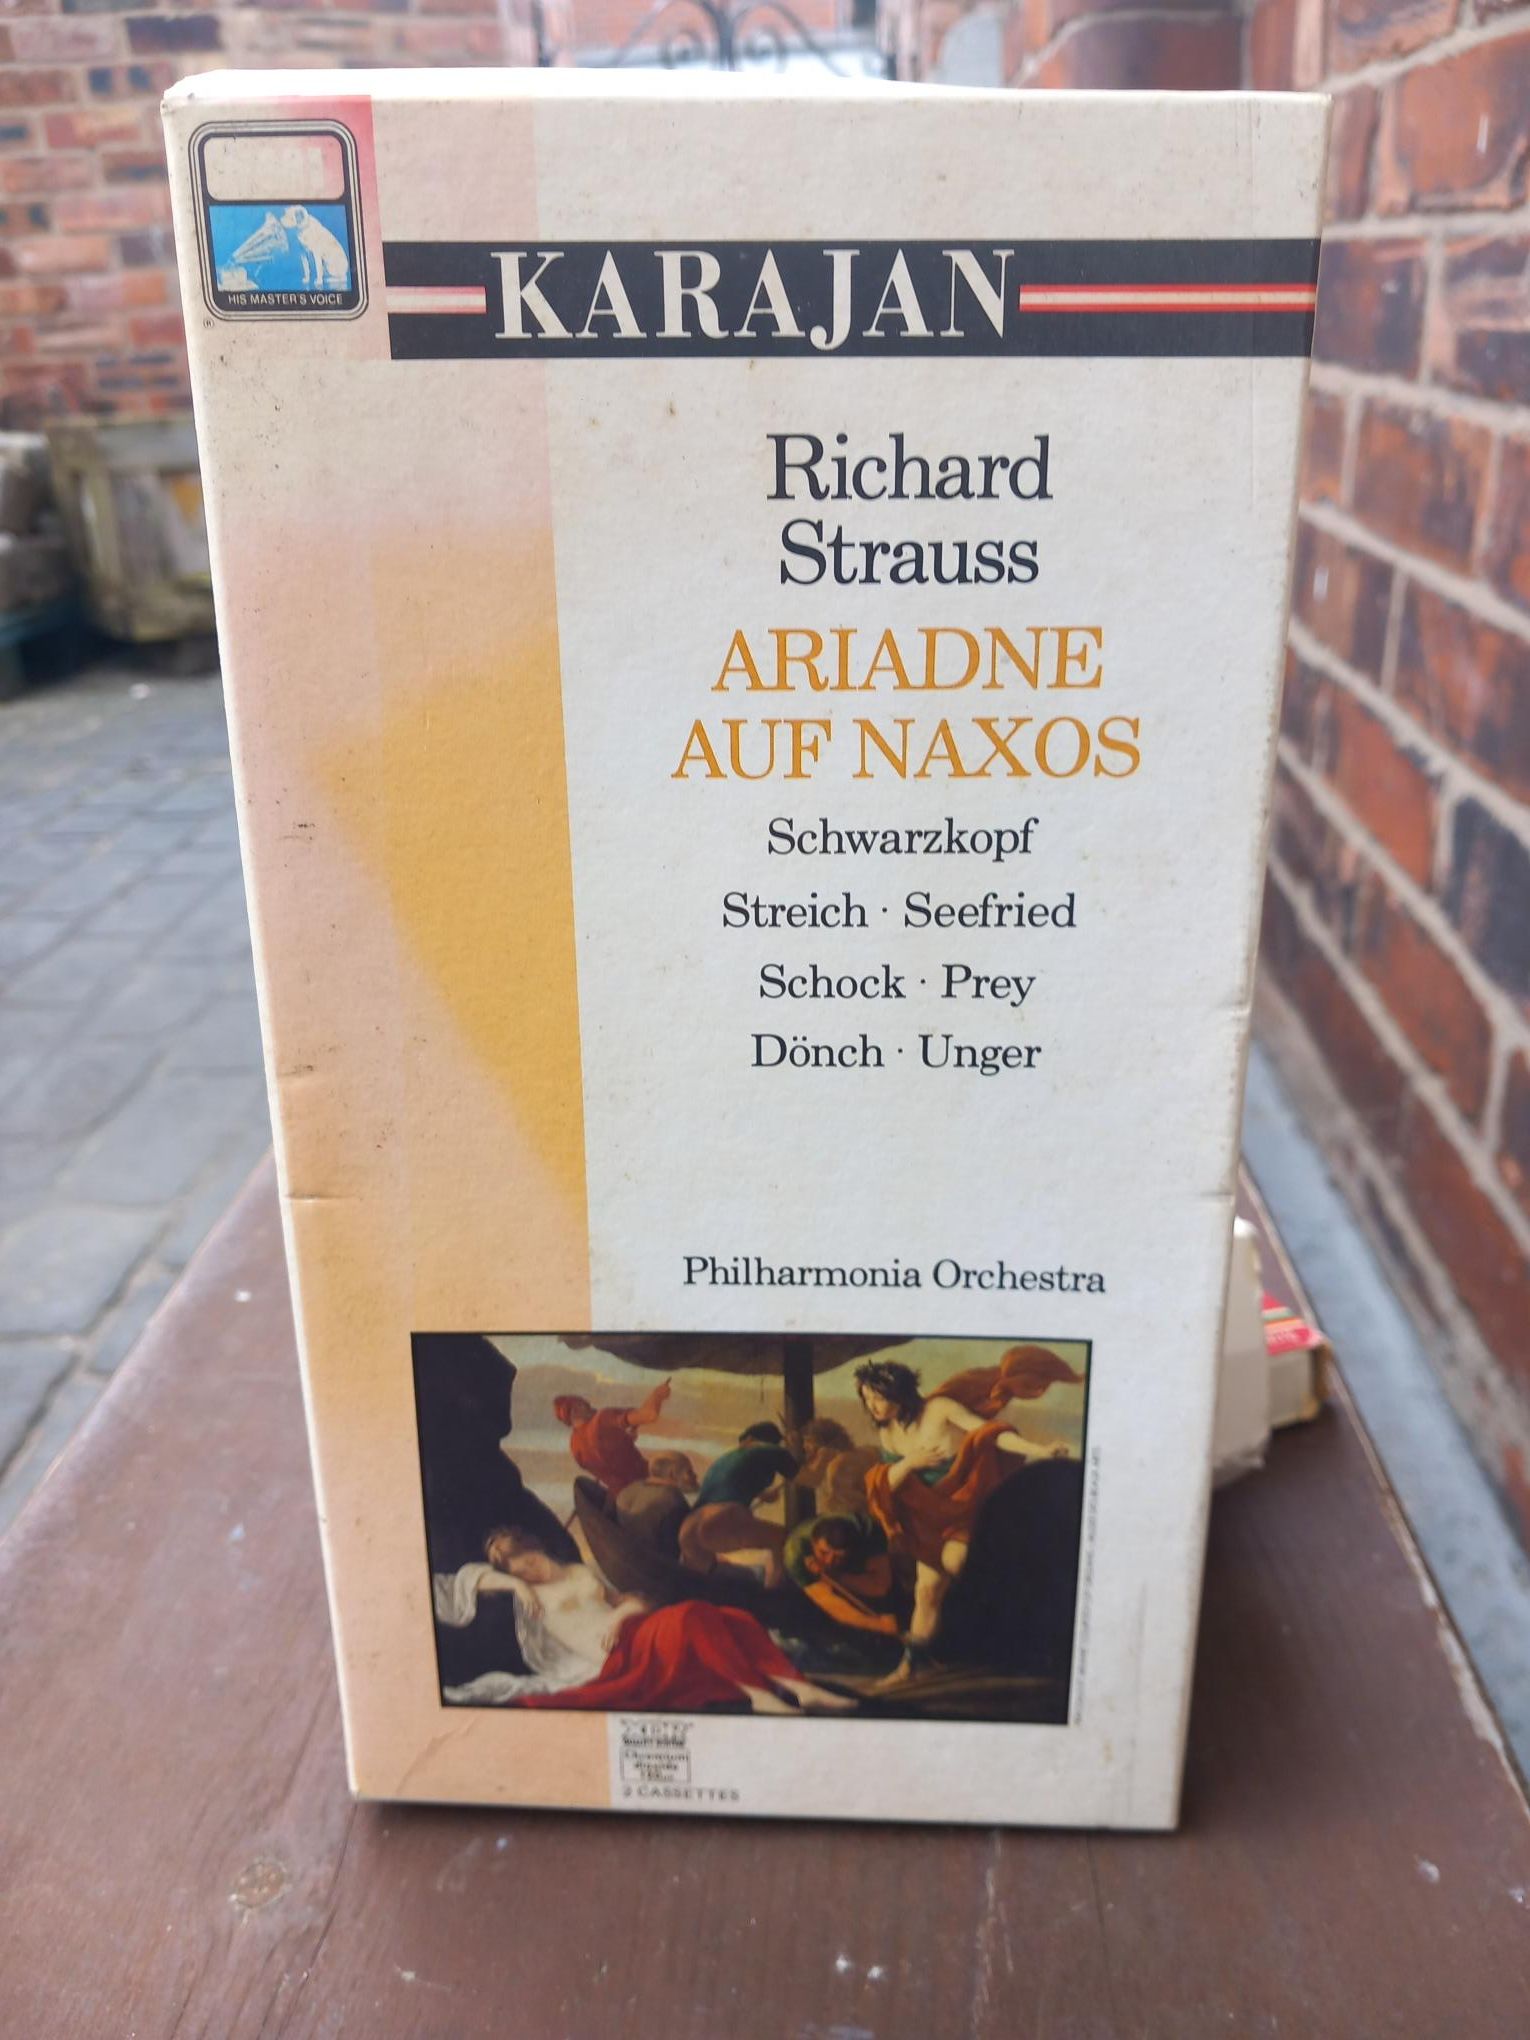 HIS MASTER'S VOICE
KARAJAN
Richard
Strauss
ARIADNE
AUF NAXOS
Schwarzkopf
Streich · Seefried
Schock · Prey
Dönch · Unger
Philharmonia Orchestra
XDR
2 CASSETTES